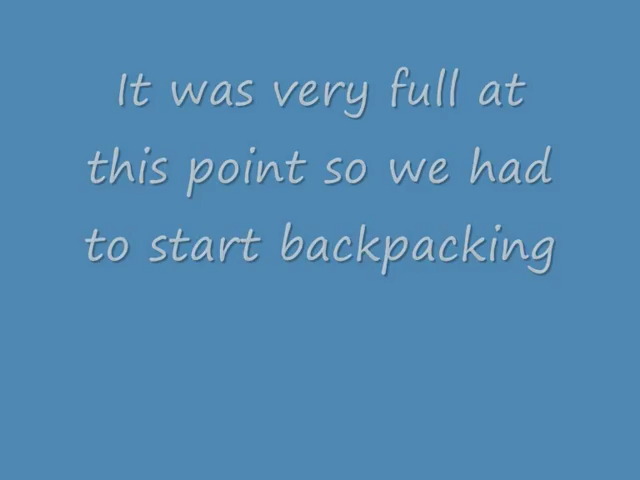 It was very full at
this point so we had
to start backpacking